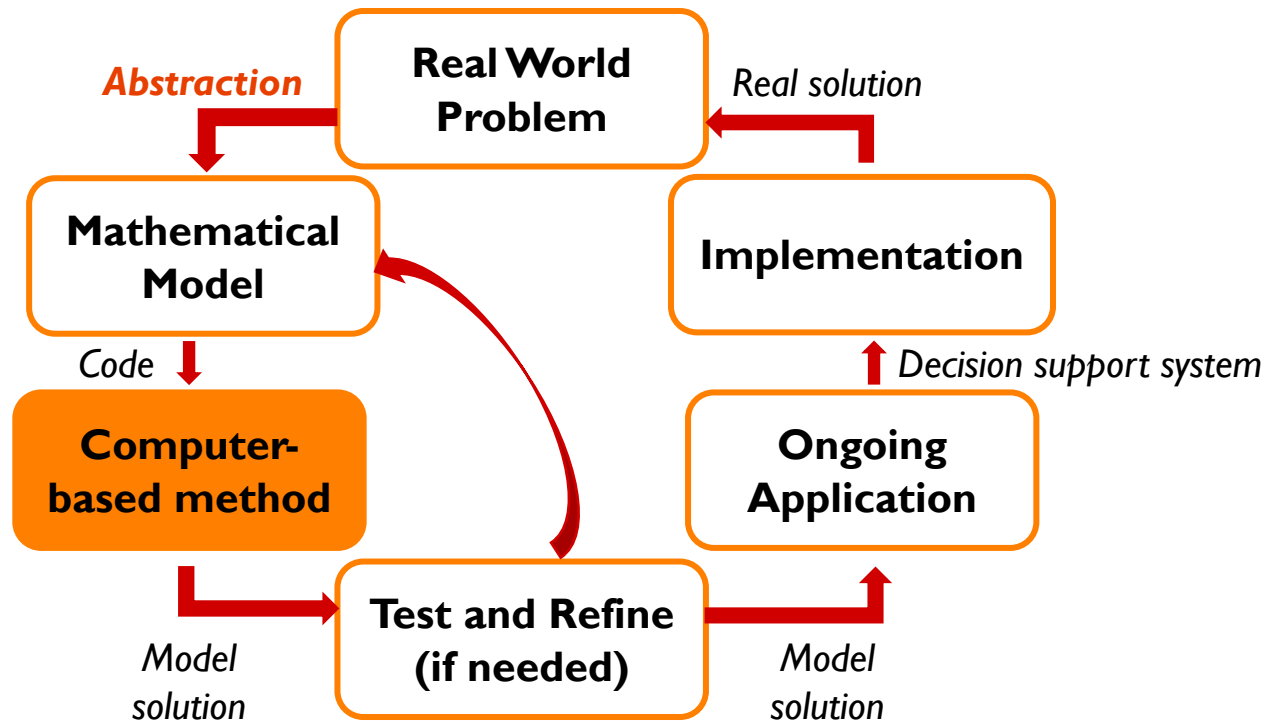 Real World
Problem
Abstraction
Real solution
Mathematical
Model
Implementation
Code
Decision support system
Computer-
based method
Ongoing
Application
Test and Refine
(if needed)
Model
solution
Model
solution